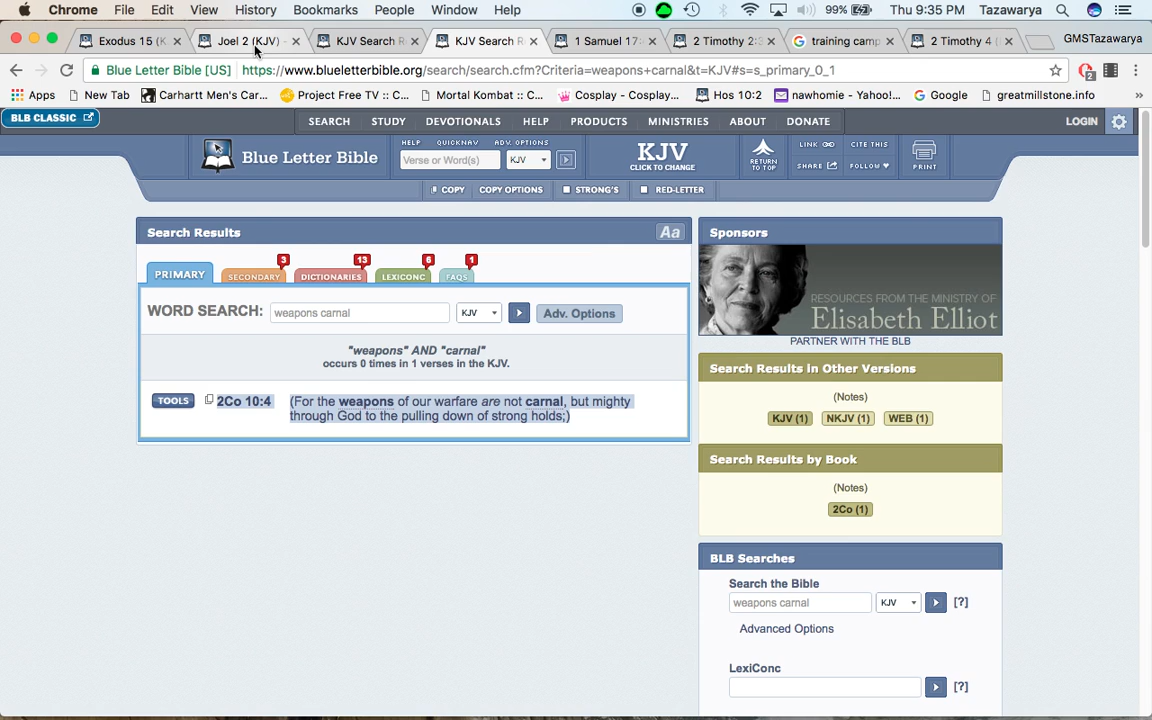 Chrome File Edit View History Bookmarks People Window Help 99% Thu 9:35 PM Tazawarya
Exodus 15 (K Joel 2 (KJV) - KJV Search R KJV Search R 1 Samuel 17: 2 Timothy 2:3 training camp 2 Timothy 4 ( GMSTazawarya
Blue Letter Bible [US] https://www.blueletterbible.org/search/search.cfm?Criteria=weapons+carnal&t=KJV#s=s_primary_0_1 2
Apps New Tab Carhartt Men's Car... Project Free TV :: C... Mortal Kombat :: C... Cosplay - Cosplay... Hos 10:2 nawhomie - Yahoo!... Google greatmillstone.info »
BLB CLASSIC SEARCH STUDY DEVOTIONALS HELP PRODUCTS MINISTRIES ABOUT DONATE LOGIN
HELP QUICKNAV ADV. OPTIONS
Blue Letter Bible Verse or Word(s) KJV
KJV
CLICK TO CHANGE
RETURN
TO TOP
LINK CITE THIS
SHARE FOLLOW
PRINT
COPY COPY OPTIONS STRONG'S RED-LETTER
Search Results Aa
3 13 6 1
PRIMARY SECONDARY DICTIONARIES LEXICONC FAQS
WORD SEARCH: weapons carnal KJV Adv. Options
"weapons" AND "carnal"
occurs 0 times in 1 verses in the KJV.
TOOLS 2Co 10:4 (For the weapons of our warfare are not carnal, but mighty
through God to the pulling down of strong holds;)
Sponsors
RESOURCES FROM THE MINISTRY OF
Elisabeth Elliot
PARTNER WITH THE BLB
Search Results in Other Versions
(Notes)
KJV (1) NKJV (1) WEB (1)
Search Results by Book
(Notes)
2Co (1)
BLB Searches
Search the Bible
weapons carnal KJV [?]
Advanced Options
LexiConc
[?]